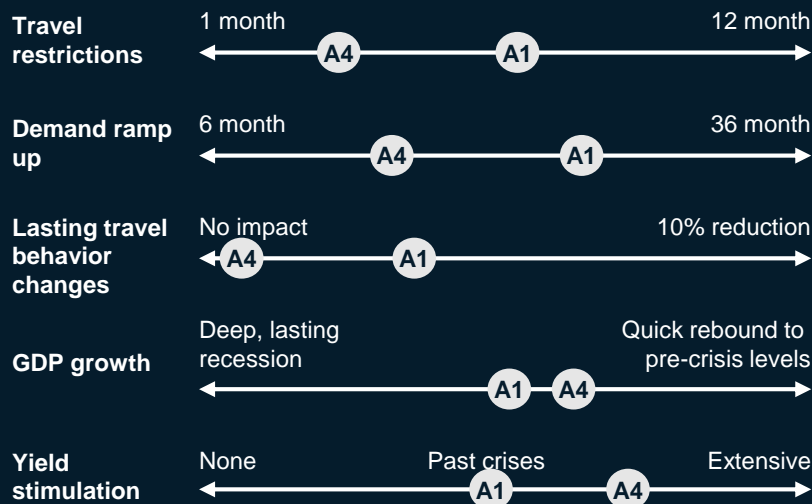 Travel restrictions
1 month
12 month
A4
A1
Demand ramp up
6 month
36 month
A4
A1
Lasting travel behavior changes
No impact
10% reduction
A4
A1
GDP growth
Deep, lasting recession
Quick rebound to pre-crisis levels
A1
A4
Yield stimulation
None
Past crises
Extensive
A1
A4